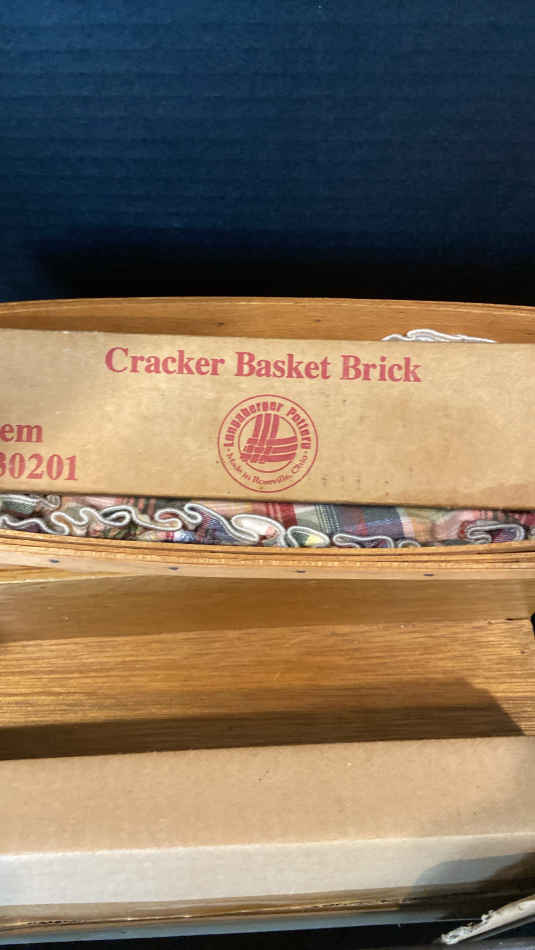 Cracker Basket Brick
Longaberger Pottery
Made in Roseville, Ohio
em
30201